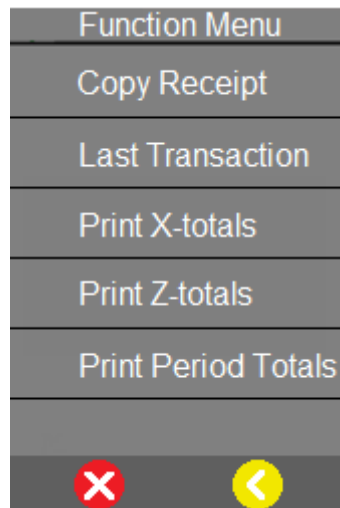 Function Menu
Copy Receipt
Last Transaction
Print X-totals
Print Z-totals
Print Period Totals